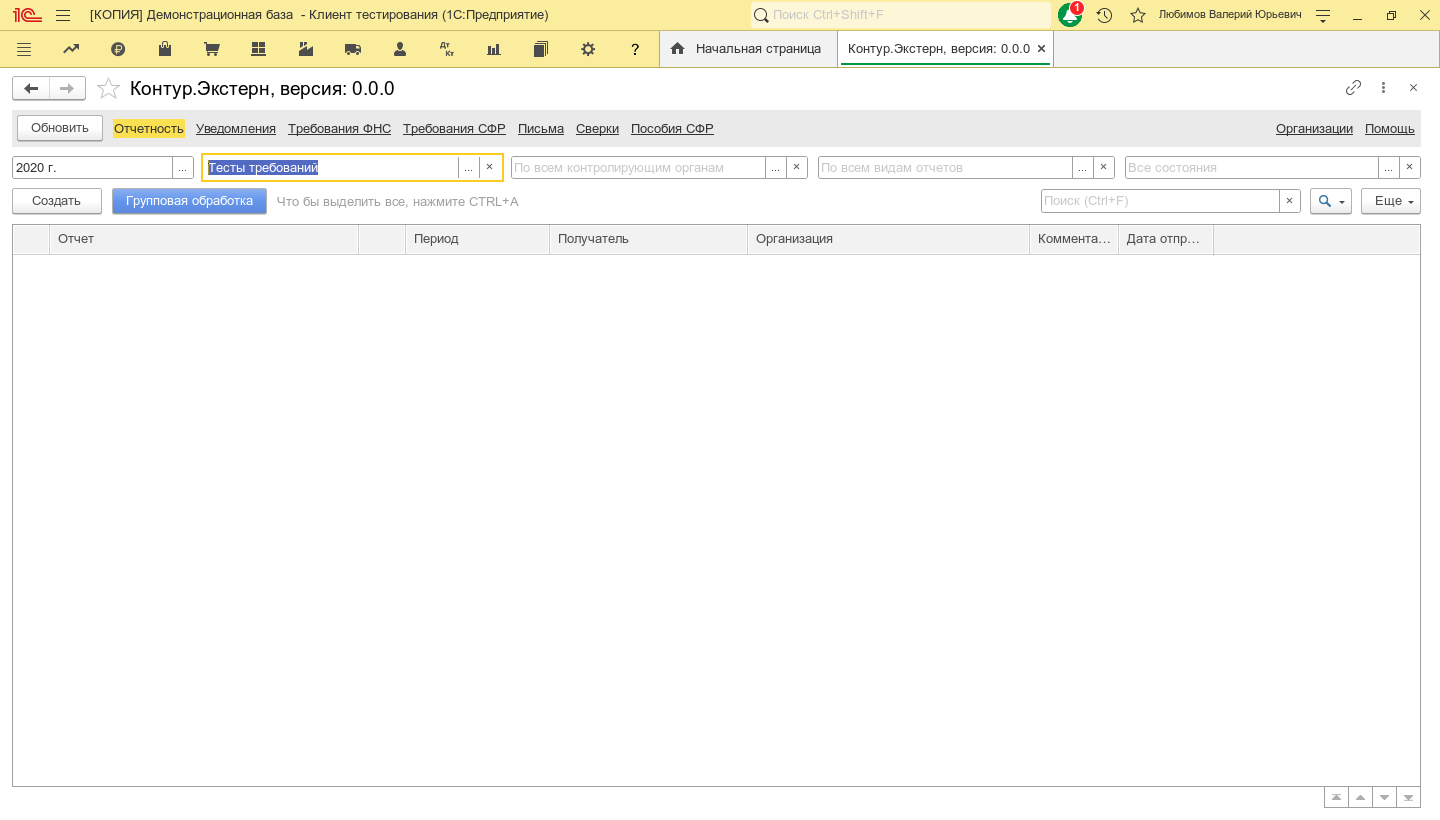 [КОПИЯ] Демонстрационная база - Клиент тестирования (1С:Предприятие) Поиск Ctrl+Shift+F 1 Любимов Валерий Юрьевич
Дт Кт ? Начальная страница Контур.Экстерн, версия: 0.0.0
Контур.Экстерн, версия: 0.0.0
Обновить Отчетность Уведомления Требования ФНС Требования СФР Письма Сверки Пособия СФР Организации Помощь
2020 г. ... Тесты требований ... × По всем контролирующим органам ... × По всем видам отчетов ... × Все состояния ... ×
Создать Групповая обработка Что бы выделить все, нажмите CTRL+A Поиск (Ctrl+F) × Еще
Отчет Период Получатель Организация Коммента... Дата отпр...